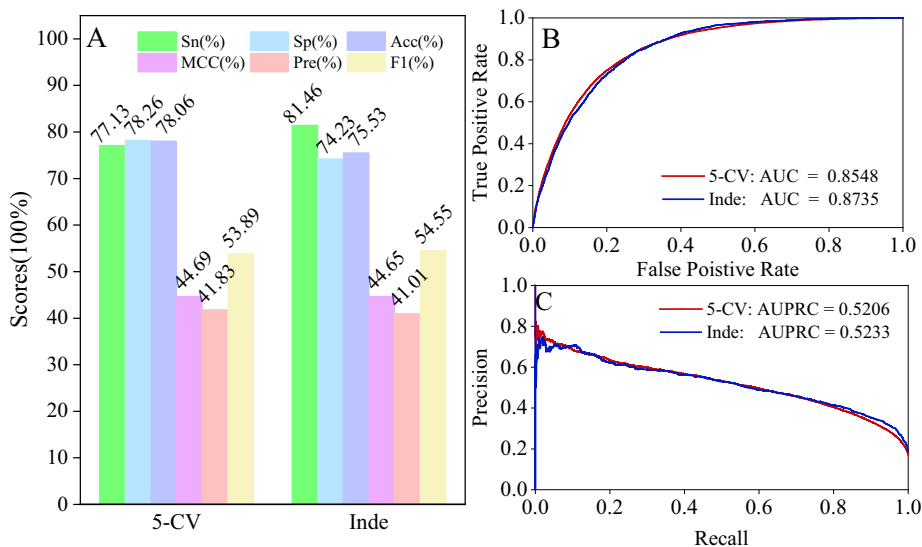 A
Sn(%) Sp(%) Acc(%)
MCC(%) Pre(%) F1(%)
Scores(100%)
100
90
80
70
60
50
40
30
20
10
0
77.13
78.26
78.06
44.69
41.83
53.89
81.46
74.23
75.53
44.65
41.01
54.55
5-CV Inde
B
True Positive Rate
1.0
0.8
0.6
0.4
0.2
0.0
5-CV: AUC = 0.8548
Inde: AUC = 0.8735
0.0 0.2 0.4 0.6 0.8 1.0
False Poistive Rate
C
Precision
0.8
0.6
0.4
0.2
0.0
5-CV: AUPRC = 0.5206
Inde: AUPRC = 0.5233
0.0 0.2 0.4 0.6 0.8 1.0
Recall